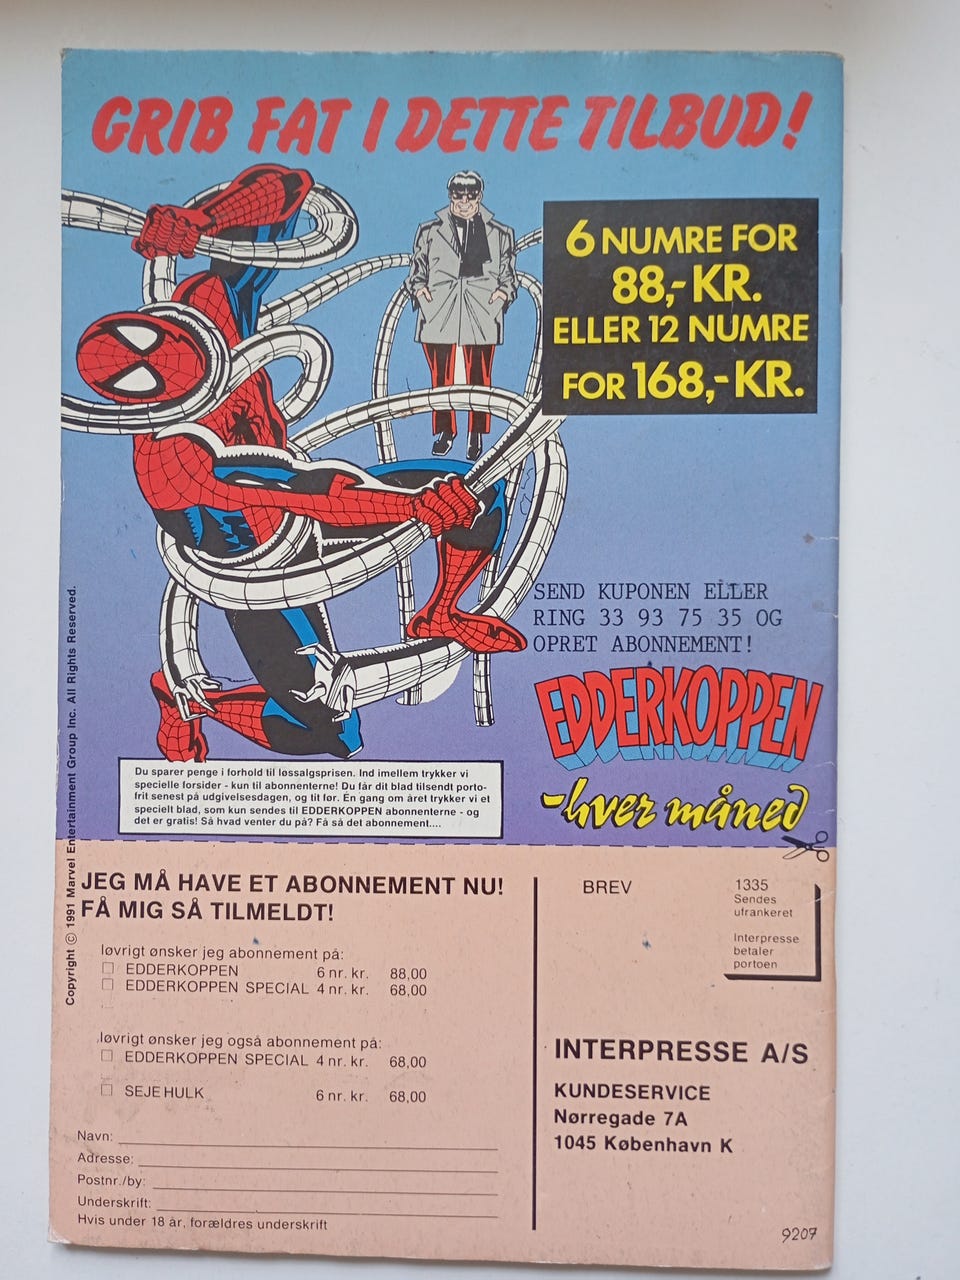 GRIB FAT I DETTE TILBUD!
6 NUMRE FOR
88,- KR.
ELLER 12 NUMRE
FOR 168,- KR.
SEND KUPONEN ELLER
RING 33 93 75 35 OG
OPRET ABONNEMENT!
EDDERKOPPEN
-hver måned
Du sparer penge i forhold til løssalgsprisen. Ind imellem trykker vi
specielle forsider - kun til abonnenterne! Du får dit blad tilsendt porto-
frit senest på udgivelsesdagen, og tit før. Én gang om året trykker vi et
specielt blad, som kun sendes til EDDERKOPPEN abonnenterne - og
det er gratis! Så hvad venter du på? Få så det abonnement....
Copyright © 1991 Marvel Entertainment Group Inc. All Rights Reserved.
JEG MÅ HAVE ET ABONNEMENT NU!
FÅ MIG SÅ TILMELDT!
Iøvrigt ønsker jeg abonnement på:
EDDERKOPPEN 6 nr. kr. 88,00
EDDERKOPPEN SPECIAL 4 nr. kr. 68,00
Iøvrigt ønsker jeg også abonnement på:
EDDERKOPPEN SPECIAL 4 nr. kr. 68,00
SEJE HULK 6 nr. kr. 68,00
Navn:
Adresse:
Postnr./by:
Underskrift:
Hvis under 18 år, forældres underskrift
BREV
1335
Sendes
ufrankeret
Interpresse
betaler
portoen
INTERPRESSE A/S
KUNDESERVICE
Nørregade 7A
1045 København K
9207